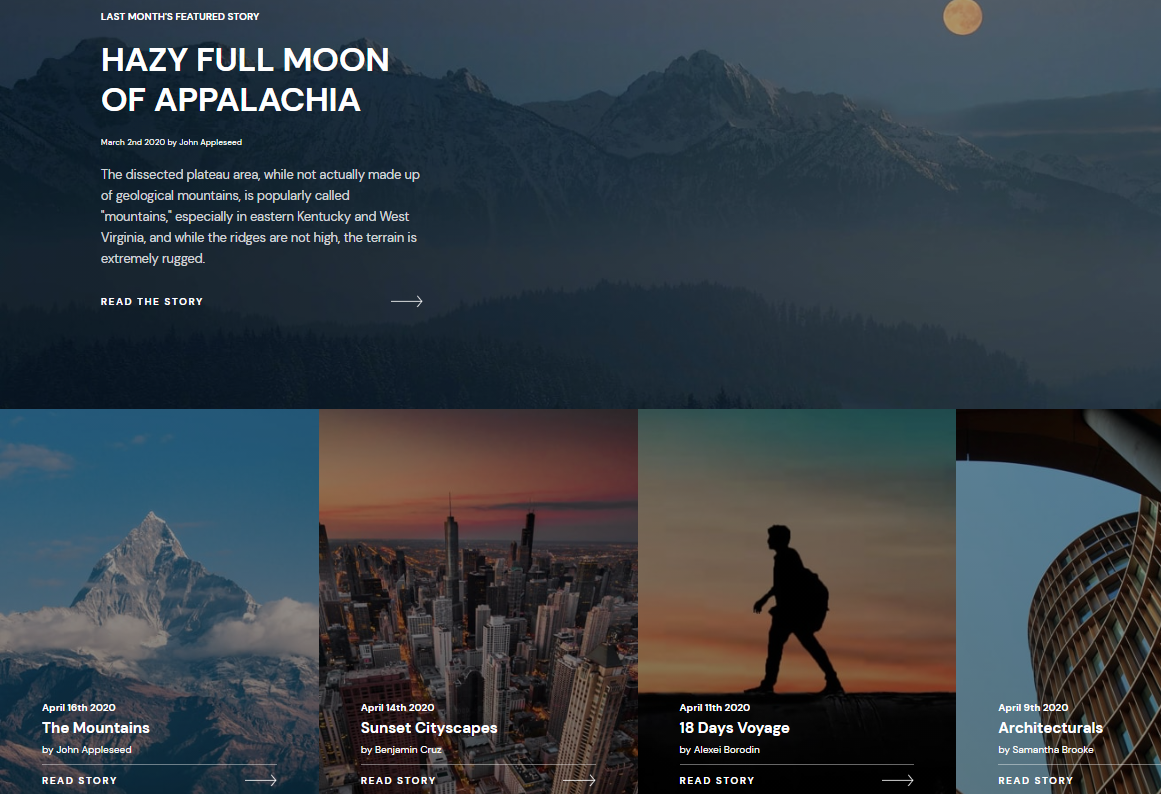 LAST MONTH'S FEATURED STORY
HAZY FULL MOON
OF APPALACHIA
March 2nd 2020 by John Appleseed
The dissected plateau area, while not actually made up
of geological mountains, is popularly called
"mountains," especially in eastern Kentucky and West
Virginia, and while the ridges are not high, the terrain is
extremely rugged.
READ THE STORY
April 16th 2020
The Mountains
by John Appleseed
READ STORY
April 14th 2020
Sunset Cityscapes
by Benjamin Cruz
READ STORY
April 11th 2020
18 Days Voyage
by Alexei Borodin
READ STORY
April 9th 2020
Architecturals
by Samantha Brooke
READ STORY